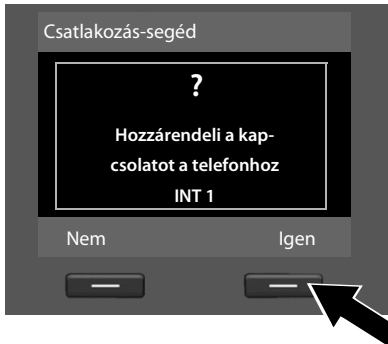 Csatlakozás-segéd
?
Hozzárendeli a kap-
csolatot a telefonhoz
INT 1
Nem Igen